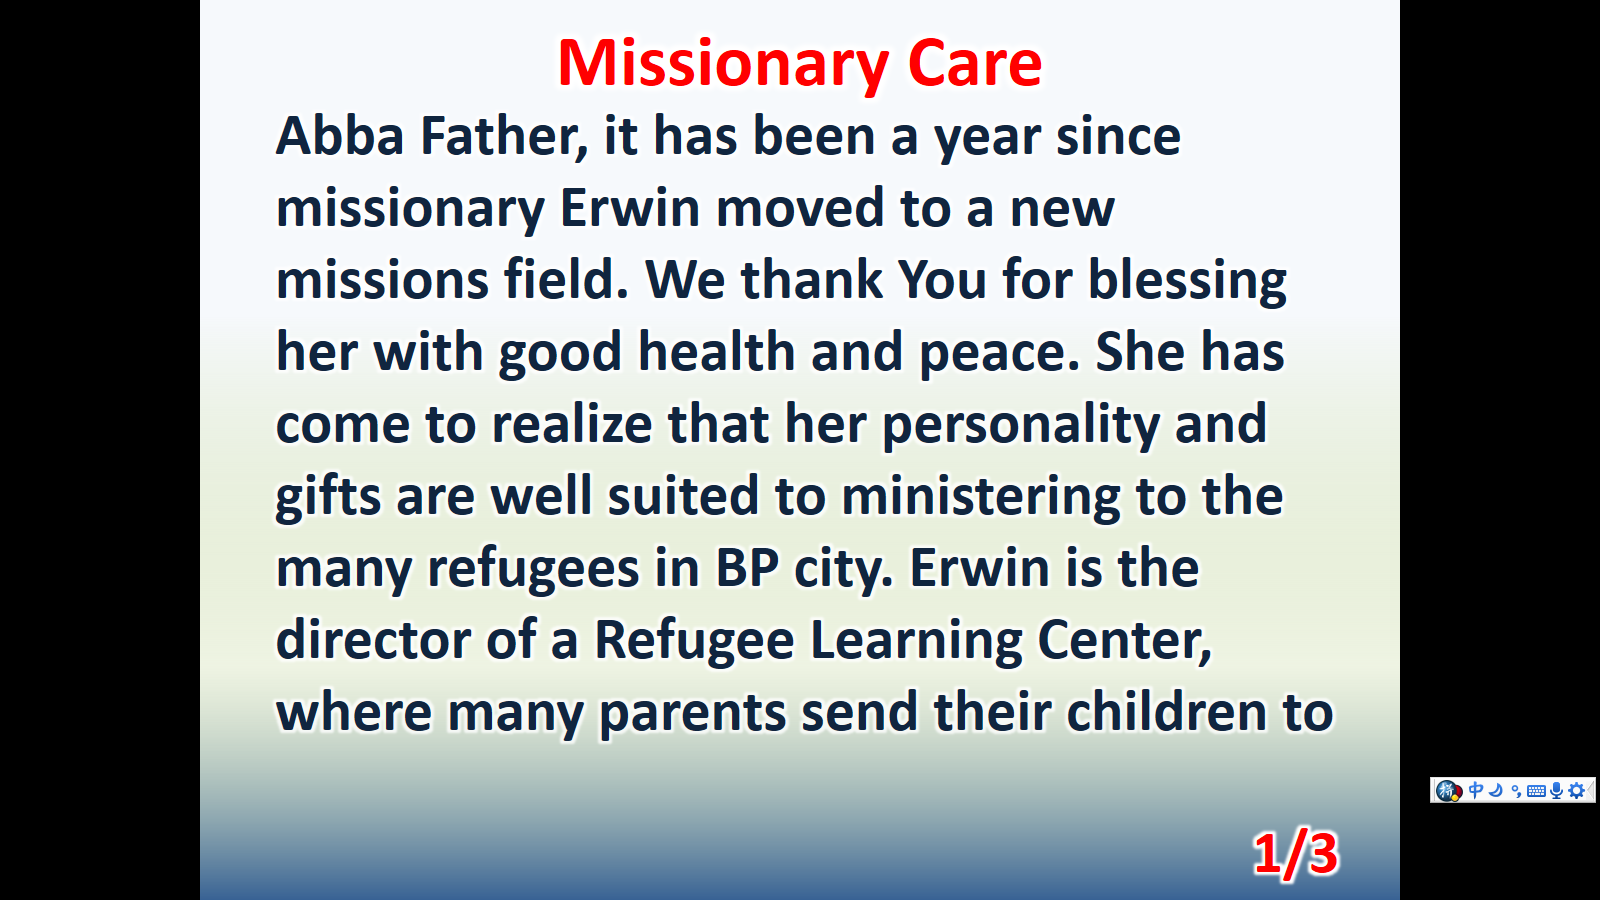 Missionary Care
Abba Father, it has been a year since
missionary Erwin moved to a new
missions field. We thank You for blessing
her with good health and peace. She has
come to realize that her personality and
gifts are well suited to ministering to the
many refugees in BP city. Erwin is the
director of a Refugee Learning Center,
where many parents send their children to
拼 中
1/3